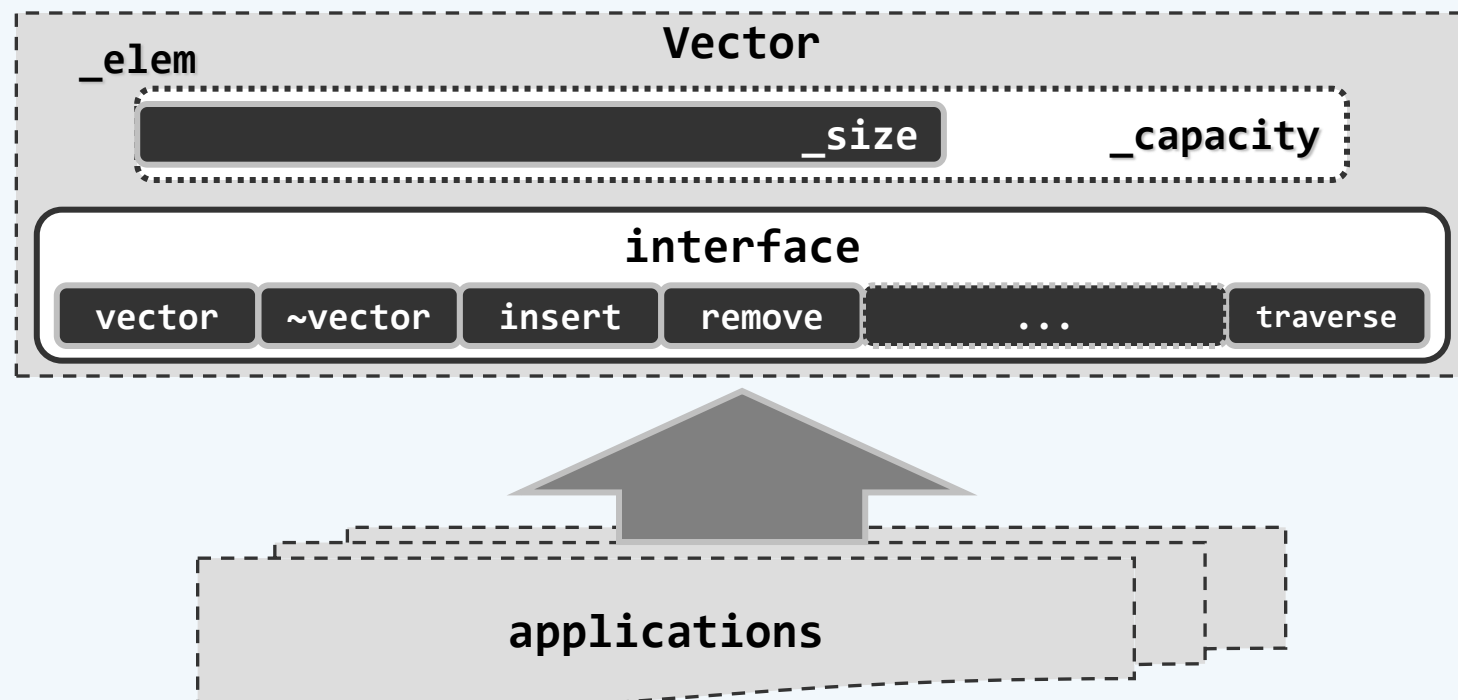 Vector
_elem
_size
_capacity
interface
vector ~vector insert remove ... traverse
applications